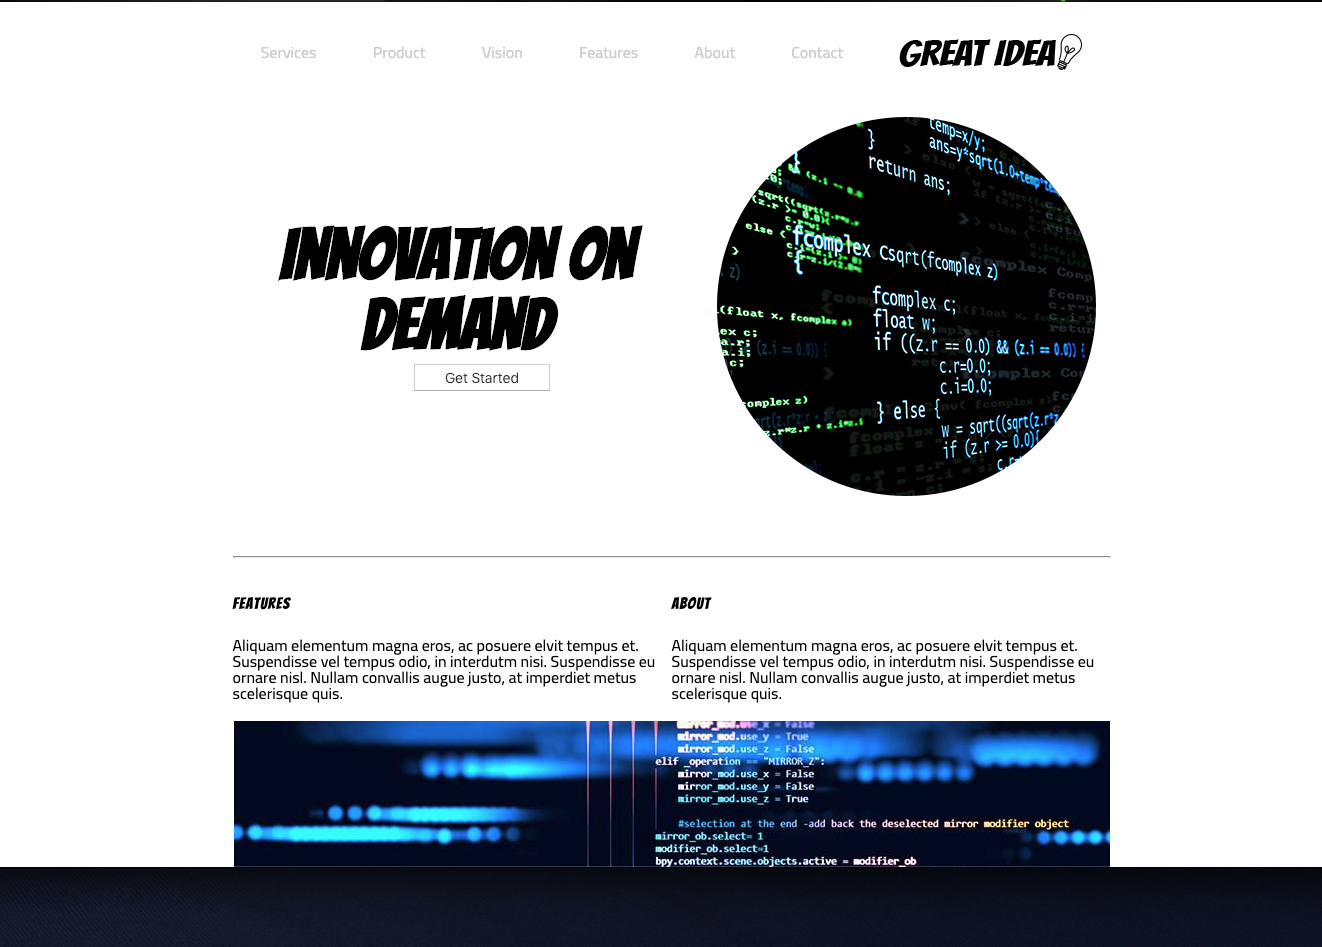 Services Product Vision Features About Contact GREAT IDEA
INNOVATION ON
DEMAND
Get Started
temp=x/y;
}
ans=y*sqrt(1.0+temp*te
}
return ans;
else {
fcomplex Csqrt(fcomplex z)
{
fcomplex c;
(float x, fcomplex a)
float w;
if ((z.r == 0.0) && (z.i == 0.0)) {
c.r=0.0;
c.i=0.0;
omplex z)
} else {
w = sqrt((sqrt(z.r*z
z.r*z.r + z.i*z.i
if (z.r >= 0.0){
FEATURES
Aliquam elementum magna eros, ac posuere elvit tempus et.
Suspendisse vel tempus odio, in interdutm nisi. Suspendisse eu
ornare nisl. Nullam convallis augue justo, at imperdiet metus
scelerisque quis.
ABOUT
Aliquam elementum magna eros, ac posuere elvit tempus et.
Suspendisse vel tempus odio, in interdutm nisi. Suspendisse eu
ornare nisl. Nullam convallis augue justo, at imperdiet metus
scelerisque quis.
mirror_mod.use_x = False
mirror_mod.use_y = True
mirror_mod.use_z = False
elif _operation == "MIRROR_Z":
mirror_mod.use_x = False
mirror_mod.use_y = False
mirror_mod.use_z = True
#selection at the end -add back the deselected mirror modifier object
mirror_ob.select= 1
modifier_ob.select=1
bpy.context.scene.objects.active = modifier_ob